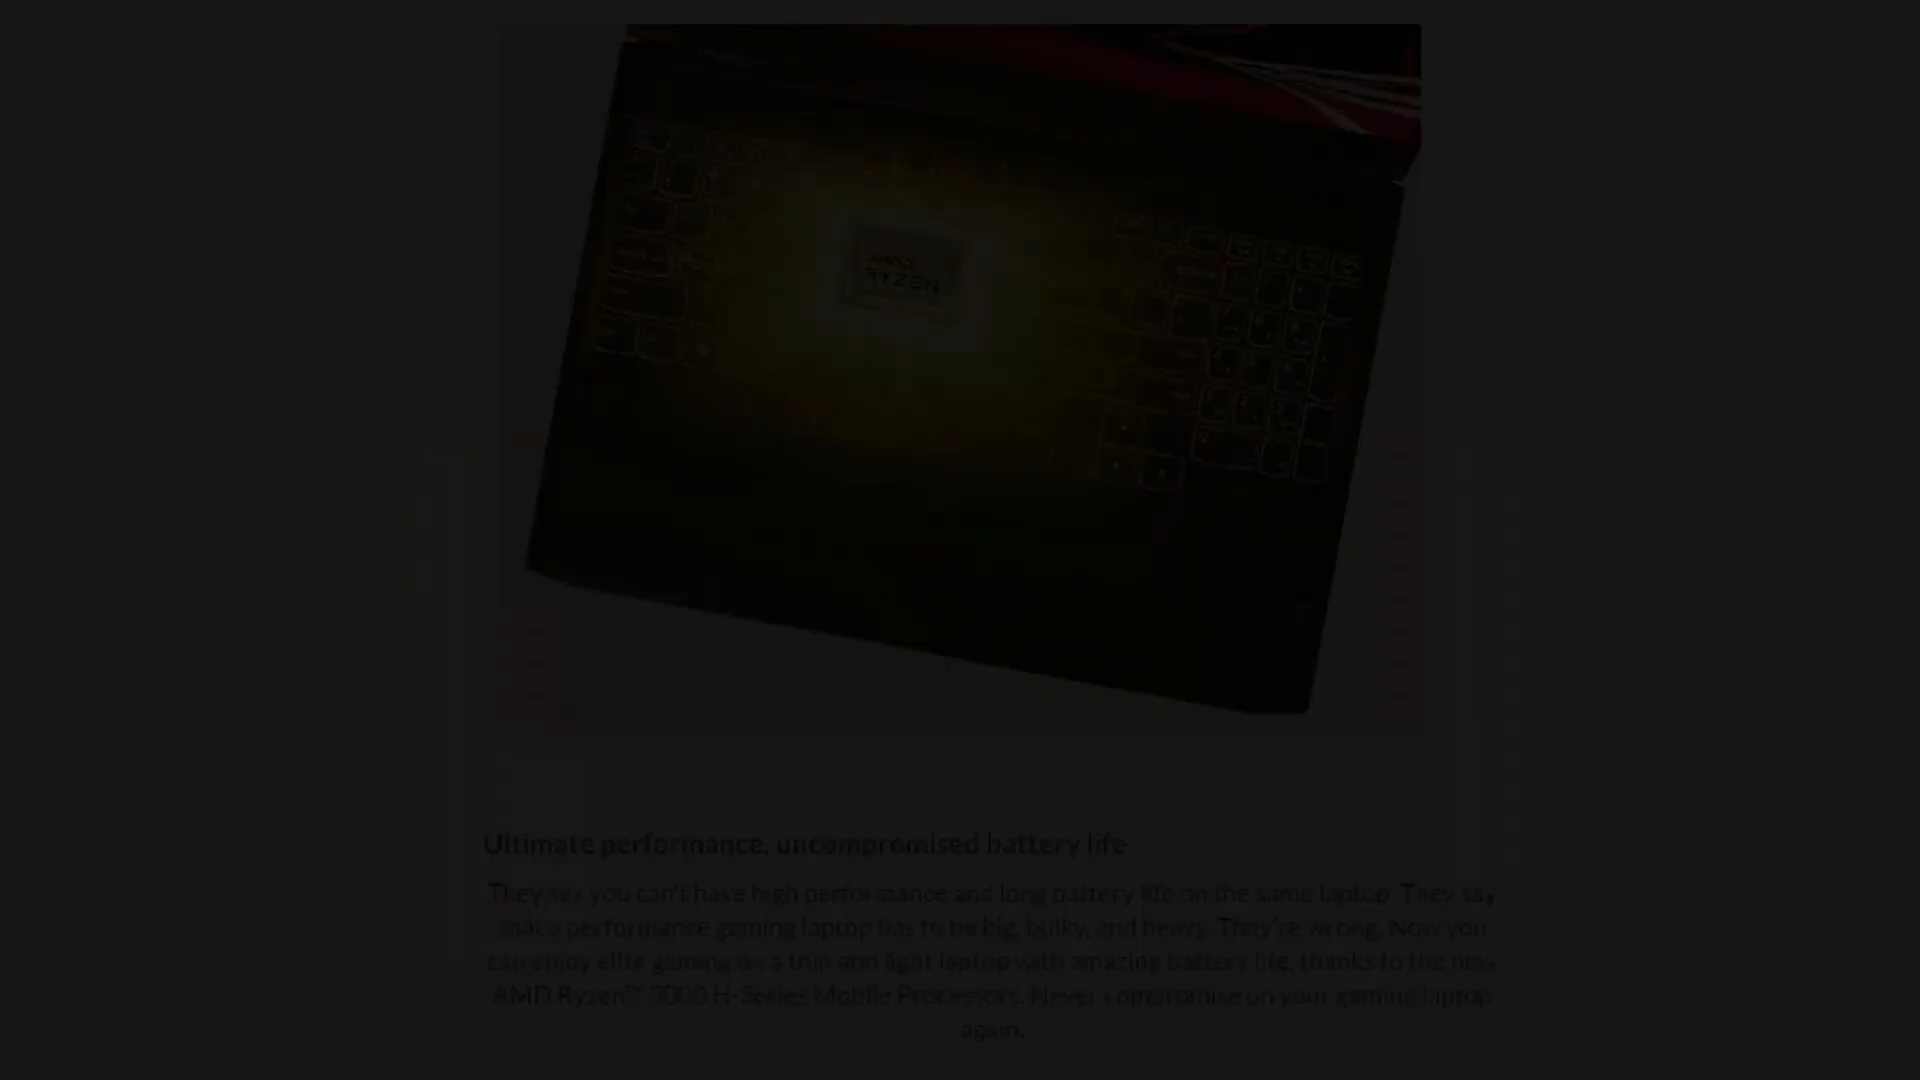 AMD
RYZEN
Ultimate performance, uncompromised battery life
They say you can't have high performance and long battery life on the same laptop. They say
that a performance gaming laptop has to be big, bulky, and heavy. They're wrong. Now you
can enjoy elite gaming on a thin and light laptop with amazing battery life, thanks to the new
AMD Ryzen™ 5000 H-Series Mobile Processors. Never compromise on your gaming laptop
again.